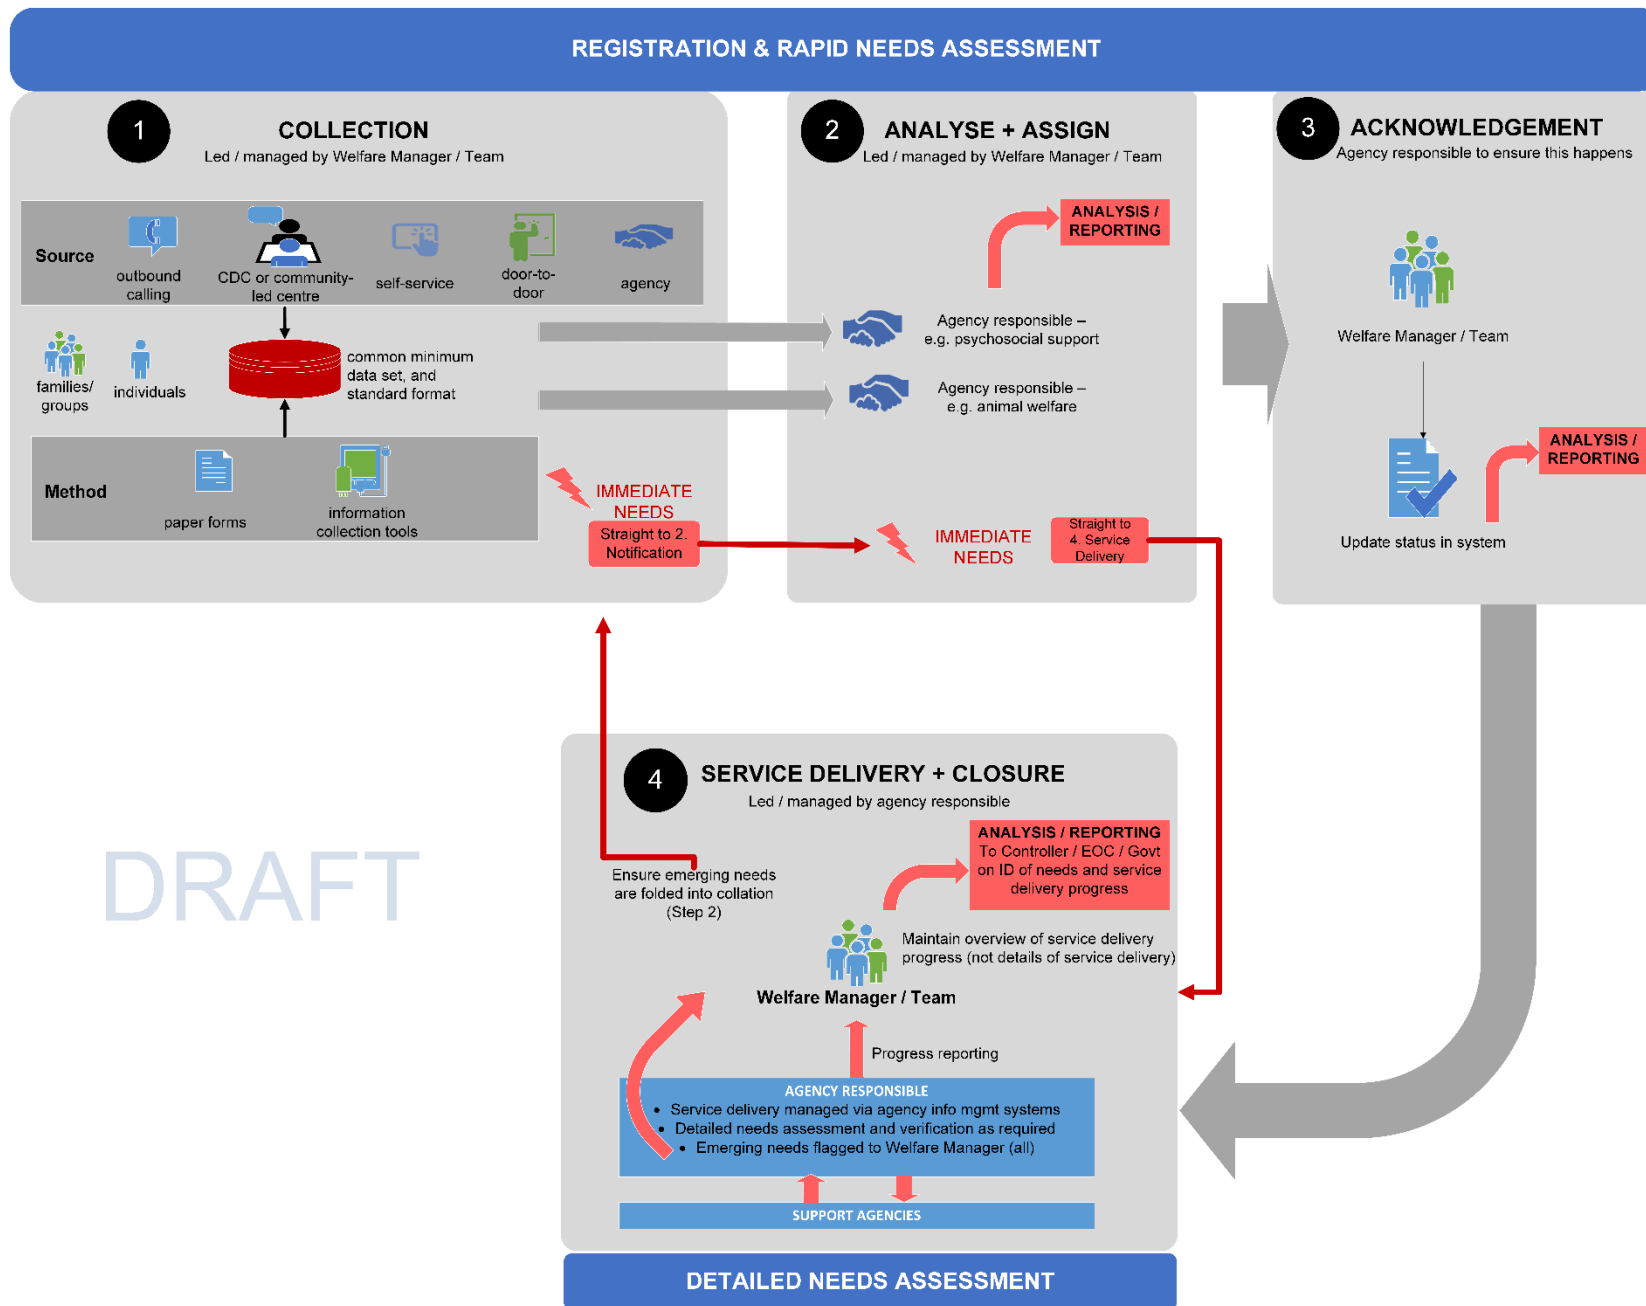 REGISTRATION & RAPID NEEDS ASSESSMENT
1
COLLECTION
Led / managed by Welfare Manager / Team
Source
outbound
calling
CDC or community-
led centre
self-service
door-to-
door
agency
families/
groups
individuals
common minimum
data set, and
standard format
Method
paper forms
information
collection tools
IMMEDIATE
NEEDS
Straight to 2.
Notification
2
ANALYSE + ASSIGN
Led / managed by Welfare Manager / Team
ANALYSIS /
REPORTING
Agency responsible –
e.g. psychosocial support
Agency responsible –
e.g. animal welfare
IMMEDIATE
NEEDS
Straight to
4. Service
Delivery
3
ACKNOWLEDGEMENT
Agency responsible to ensure this happens
Welfare Manager / Team
ANALYSIS /
REPORTING
Update status in system
4
SERVICE DELIVERY + CLOSURE
Led / managed by agency responsible
ANALYSIS / REPORTING
To Controller / EOC / Govt
on ID of needs and service
delivery progress
Ensure emerging needs
are folded into collation
(Step 2)
Maintain overview of service delivery
progress (not details of service delivery)
Welfare Manager / Team
Progress reporting
AGENCY RESPONSIBLE
• Service delivery managed via agency info mgmt systems
• Detailed needs assessment and verification as required
• Emerging needs flagged to Welfare Manager (all)
SUPPORT AGENCIES
DETAILED NEEDS ASSESSMENT
DRAFT